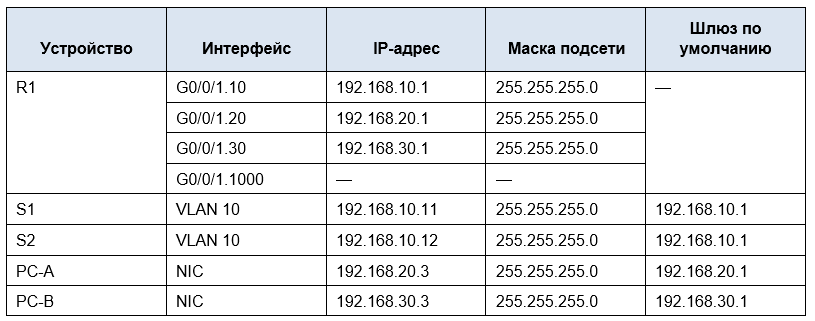 Устройство Интерфейс IP-адрес Маска подсети Шлюз по умолчанию
R1 G0/0/1.10 192.168.10.1 255.255.255.0 —
G0/0/1.20 192.168.20.1 255.255.255.0
G0/0/1.30 192.168.30.1 255.255.255.0
G0/0/1.1000 — —
S1 VLAN 10 192.168.10.11 255.255.255.0 192.168.10.1
S2 VLAN 10 192.168.10.12 255.255.255.0 192.168.10.1
PC-A NIC 192.168.20.3 255.255.255.0 192.168.20.1
PC-B NIC 192.168.30.3 255.255.255.0 192.168.30.1